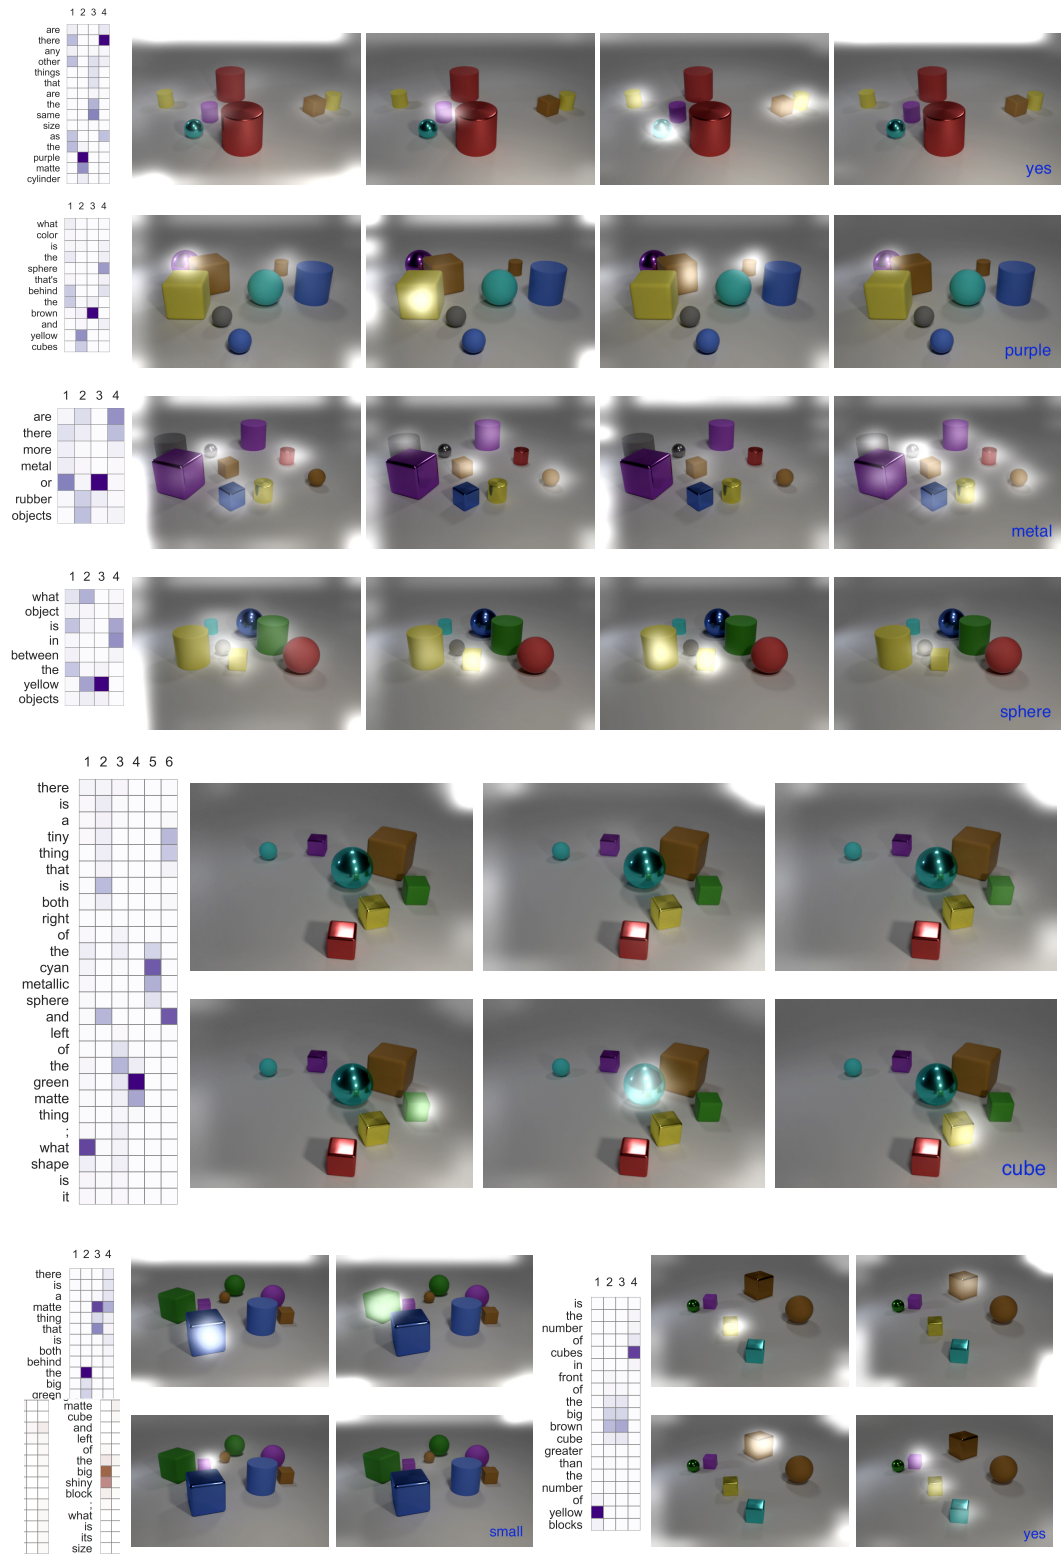 1 2 3 4
are
there
any
other
things
that
are
the
same
size
as
the
purple
matte
cylinder
yes
1 2 3 4
what
color
is
the
sphere
that's
behind
the
brown
and
yellow
cubes
purple
1 2 3 4
are
there
more
metal
or
rubber
objects
metal
1 2 3 4
what
object
is
in
between
the
yellow
objects
sphere
1 2 3 4 5 6
there
is
a
tiny
thing
that
is
both
right
of
the
cyan
metallic
sphere
and
left
of
the
green
matte
thing
;
what
shape
is
it
cube
1 2 3 4
there
is
a
matte
thing
that
is
both
behind
the
big
green
matte
cube
and
left
of
the
big
shiny
block
;
what
is
its
size
small
1 2 3 4
is
the
number
of
cubes
in
front
of
the
big
brown
cube
greater
than
the
number
of
yellow
blocks
yes